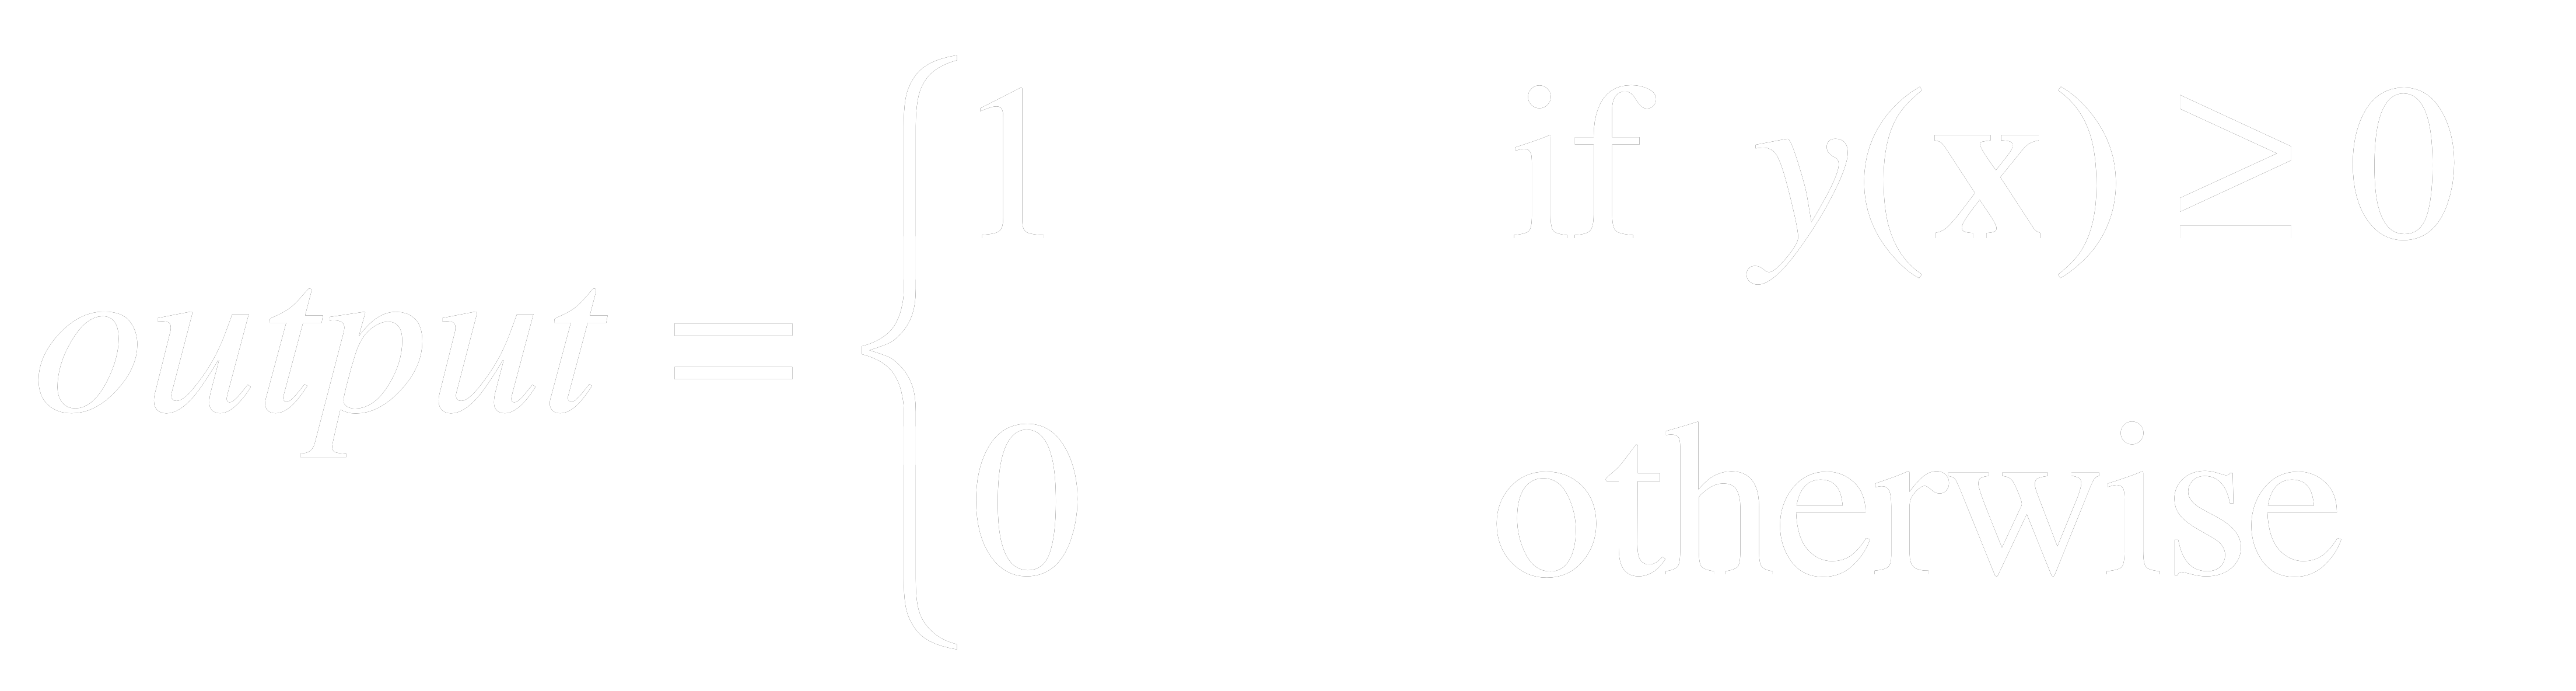 output = { 1 if y(x) ≥ 0
0 otherwise